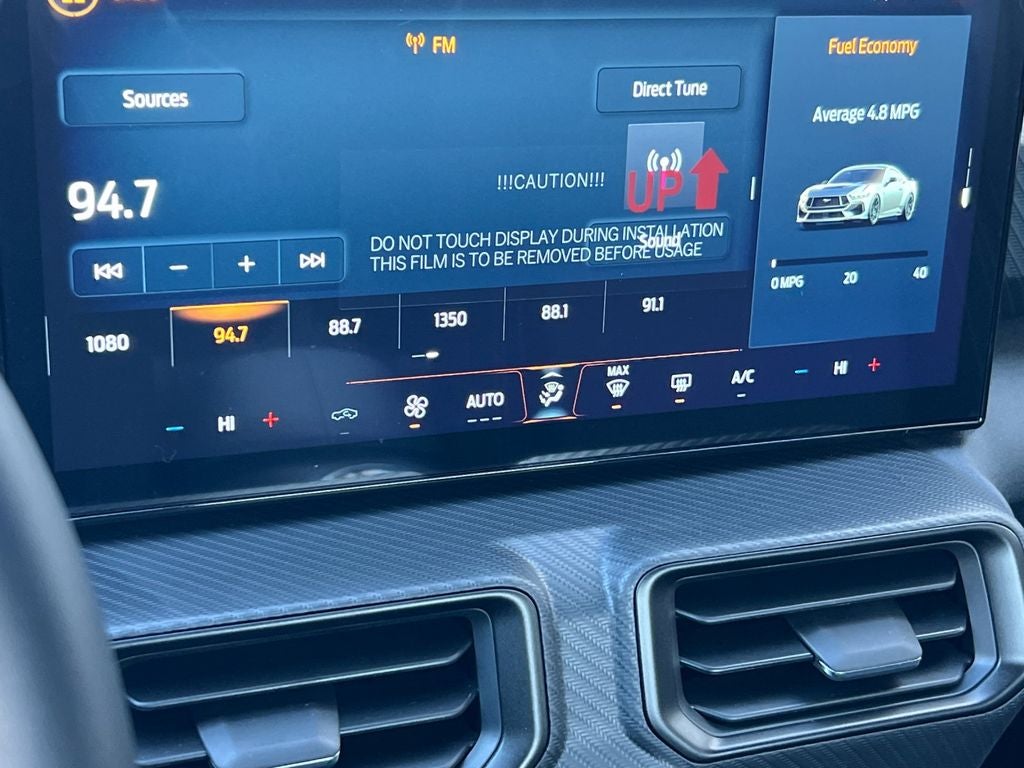 FM
Fuel Economy
Sources
Direct Tune
Average 4.8 MPG
94.7
!!!CAUTION!!!
UP
DO NOT TOUCH DISPLAY DURING INSTALLATION
THIS FILM IS TO BE REMOVED BEFORE USAGE
Sound
0 MPG 20 40
1080 94.7 88.7 1350 88.1 91.1
HI AUTO MAX A/C HI